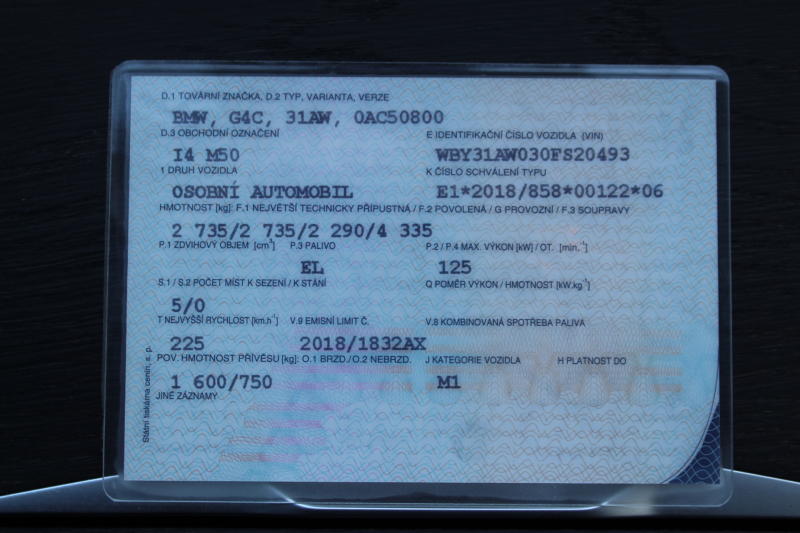 D.1 TOVÁRNÍ ZNAČKA, D.2 TYP, VARIANTA, VERZE
BMW, G4C, 31AW, 0AC50800
D.3 OBCHODNÍ OZNAČENÍ E IDENTIFIKAČNÍ ČÍSLO VOZIDLA (VIN)
I4 M50 WBY31AW030FS20493
1 DRUH VOZIDLA K ČÍSLO SCHVÁLENÍ TYPU
OSOBNÍ AUTOMOBIL E1*2018/858*00122*06
HMOTNOST [kg]: F.1 NEJVĚTŠÍ TECHNICKY PŘÍPUSTNÁ / F.2 POVOLENÁ / G PROVOZNÍ / F.3 SOUPRAVY
2 735/2 735/2 290/4 335
P.1 ZDVIHOVÝ OBJEM [cm³] P.3 PALIVO P.2 / P.4 MAX. VÝKON [kW] / OT. [min.⁻¹]
EL 125
S.1 / S.2 POČET MÍST K SEZENÍ / K STÁNÍ Q POMĚR VÝKON / HMOTNOST [kW.kg⁻¹]
5/0
T NEJVYŠŠÍ RYCHLOST [km.h⁻¹] V.9 EMISNÍ LIMIT Č. V.8 KOMBINOVANÁ SPOTŘEBA PALIVA
225 2018/1832AX
POV. HMOTNOST PŘÍVĚSU [kg]: O.1 BRZD./O.2 NEBRZD. J KATEGORIE VOZIDLA H PLATNOST DO
1 600/750 M1
JINÉ ZÁZNAMY
Státní tiskárna cenin, s. p.